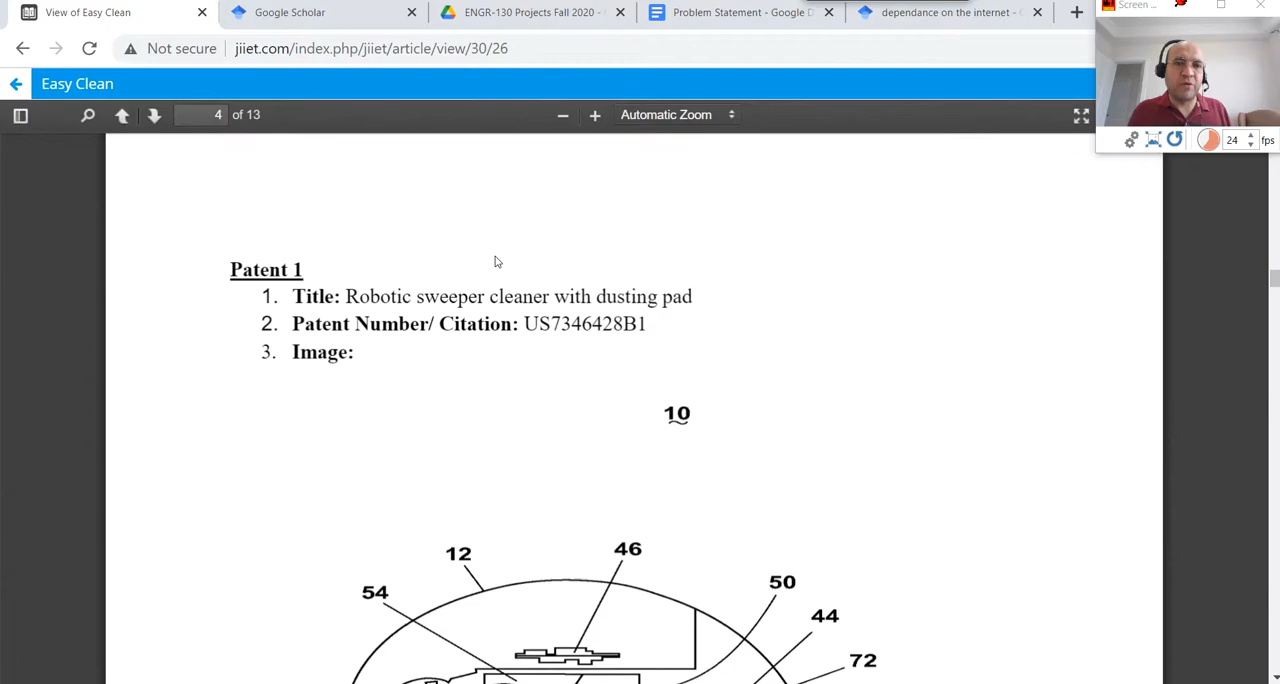 View of Easy Clean
Google Scholar
ENGR-130 Projects Fall 2020 -
Problem Statement - Google D
dependance on the internet -
Screen ...
Not secure
jiiet.com/index.php/jiiet/article/view/30/26
Easy Clean
4 of 13
Automatic Zoom
24 fps
Patent 1
1. Title: Robotic sweeper cleaner with dusting pad
2. Patent Number/ Citation: US7346428B1
3. Image:
10
12
46
54
50
44
72